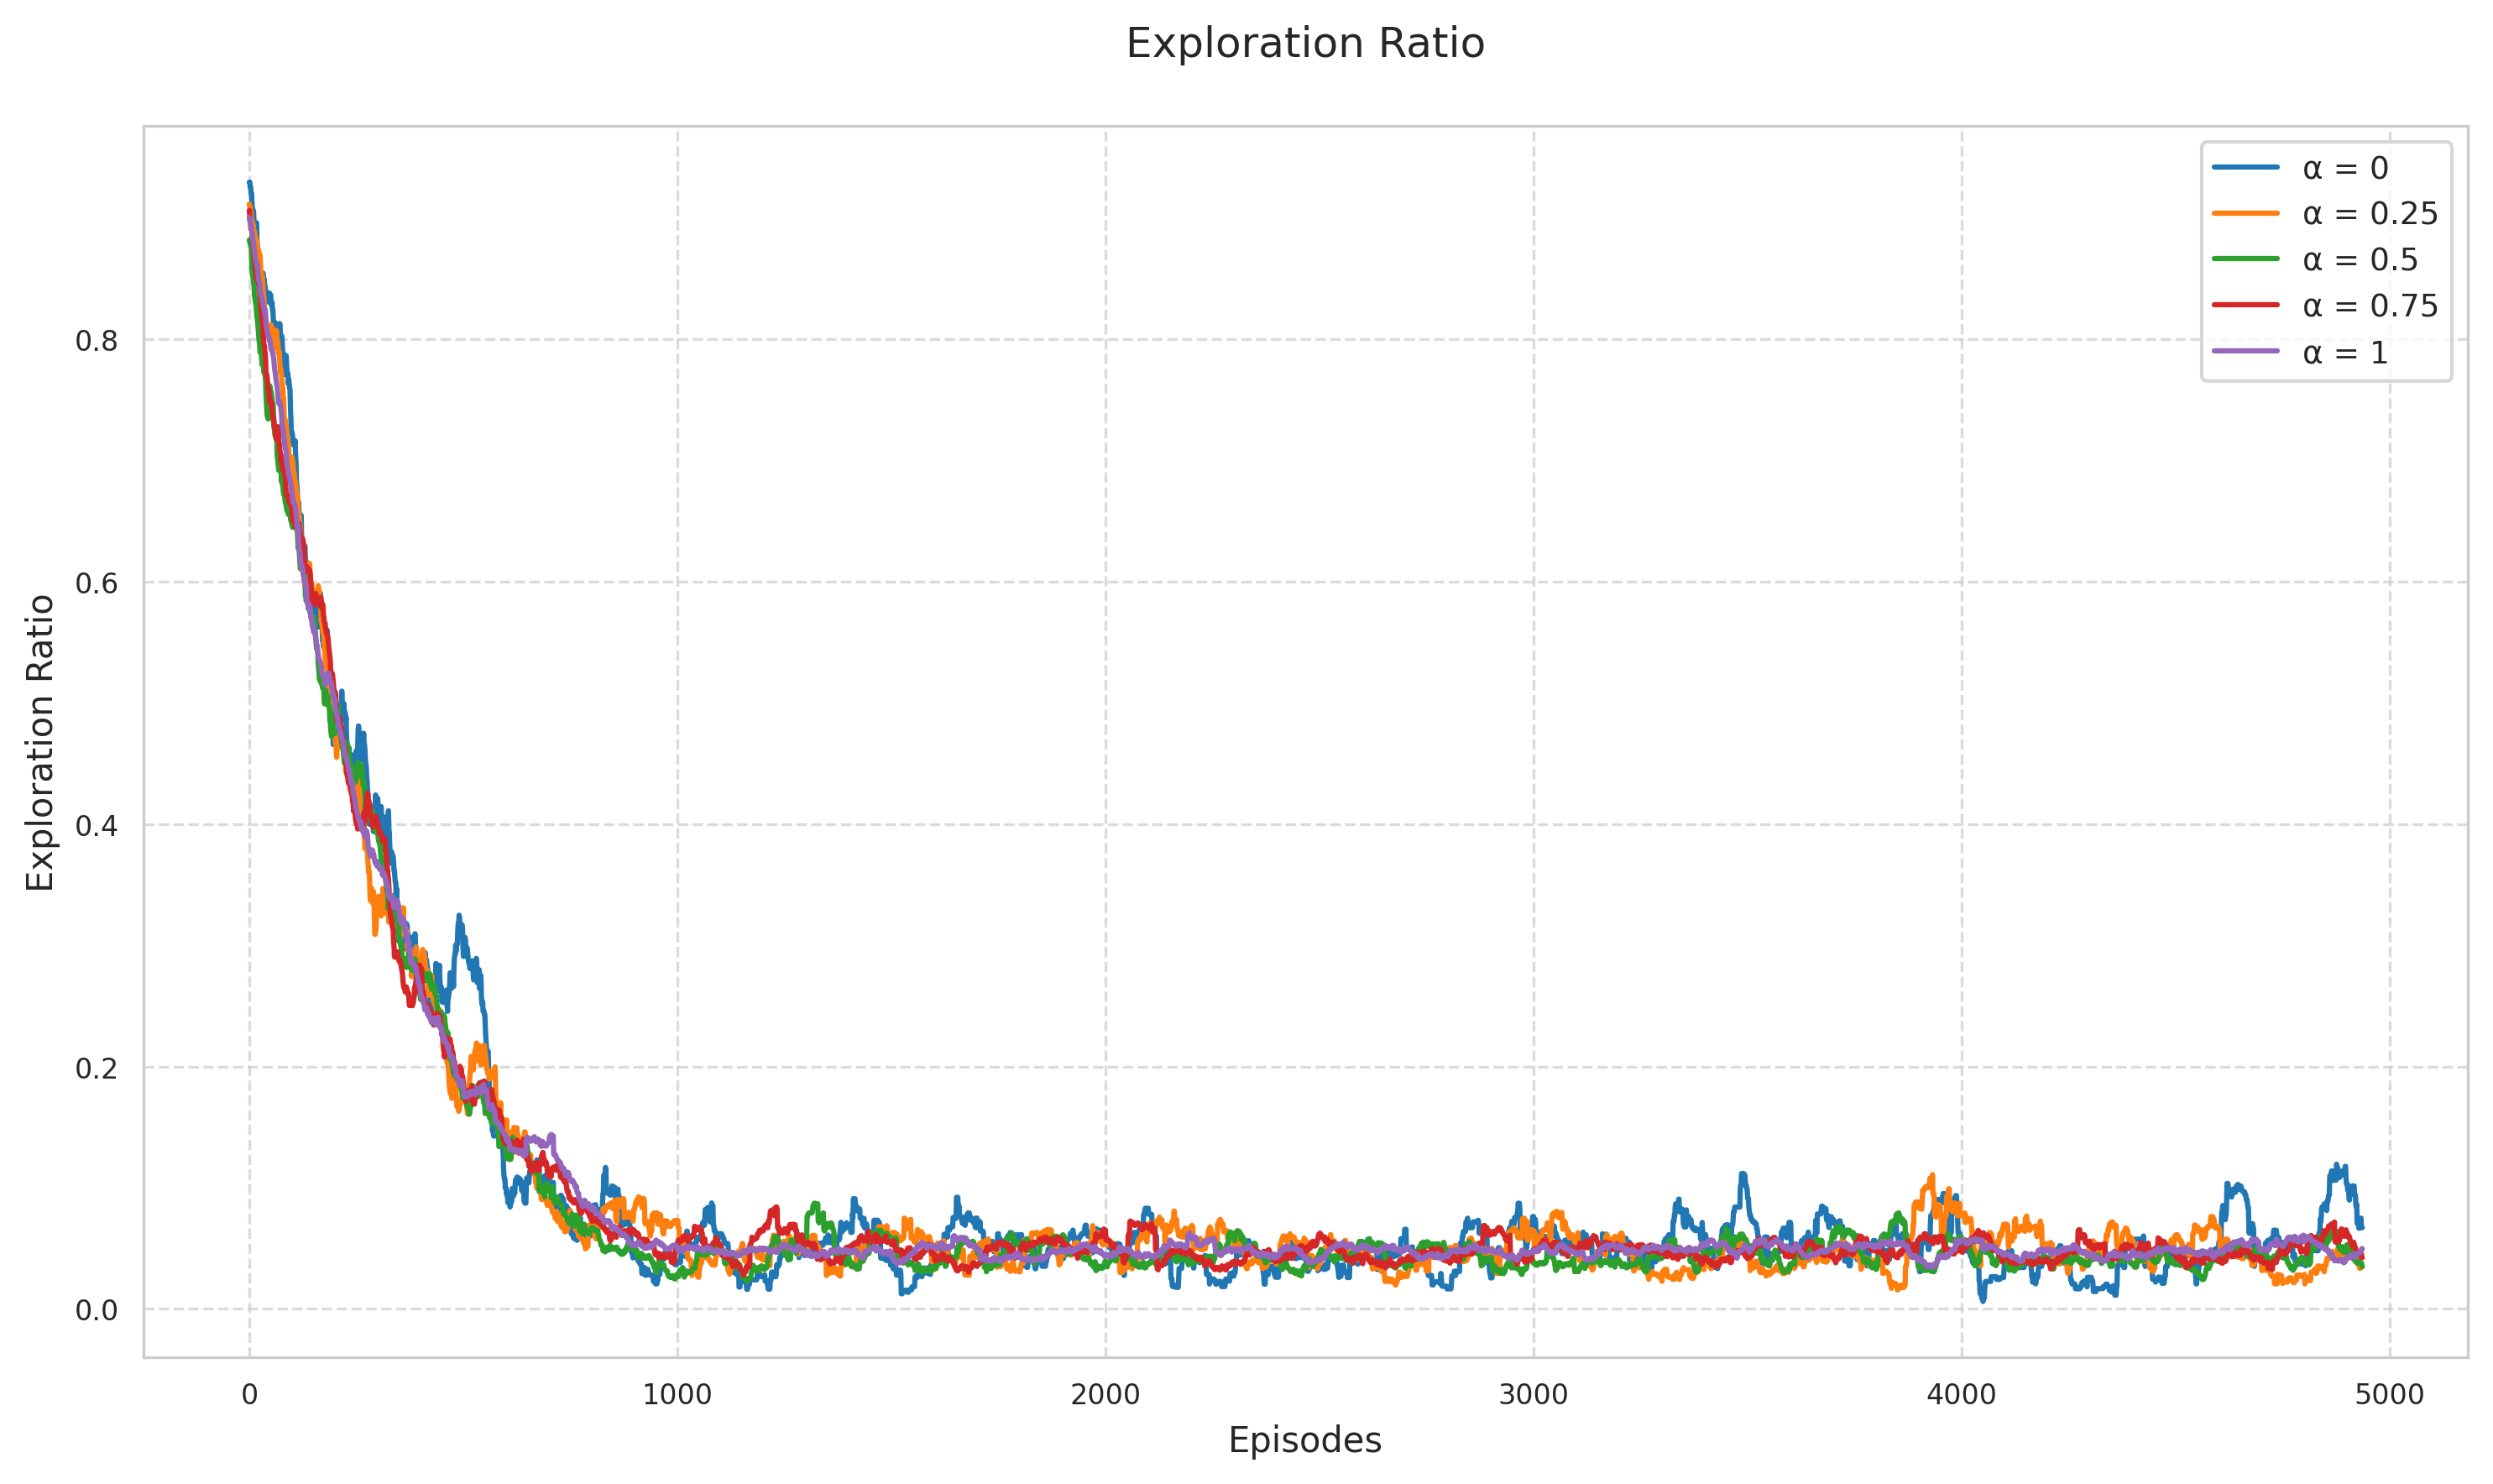 Exploration Ratio
α = 0
α = 0.25
α = 0.5
α = 0.75
α = 1
Exploration Ratio
0.8
0.6
0.4
0.2
0.0
0 1000 2000 3000 4000 5000
Episodes